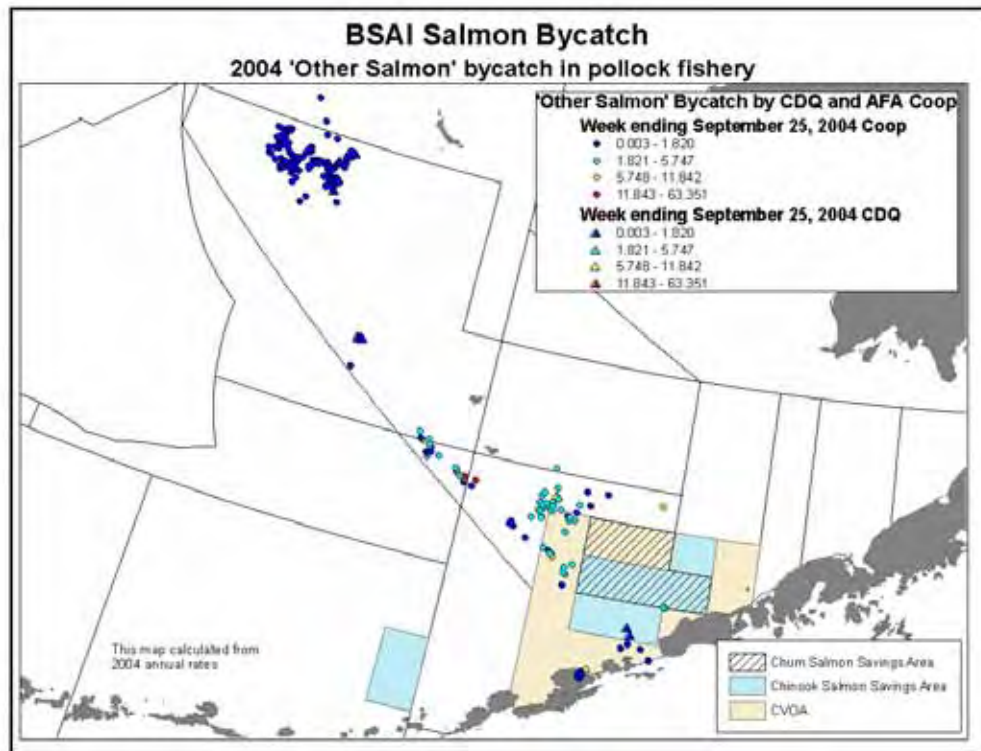 BSAI Salmon Bycatch
2004 'Other Salmon' bycatch in pollock fishery
'Other Salmon' Bycatch by CDQ and AFA Coop
Week ending September 25, 2004 Coop
0.003 - 1.820
1.821 - 5.747
5.748 - 11.842
11.843 - 63.351
Week ending September 25, 2004 CDQ
0.003 - 1.820
1.821 - 5.747
5.748 - 11.842
11.843 - 63.351
This map calculated from
2004 annual rates
Chum Salmon Savings Area
Chinook Salmon Savings Area
CVOA